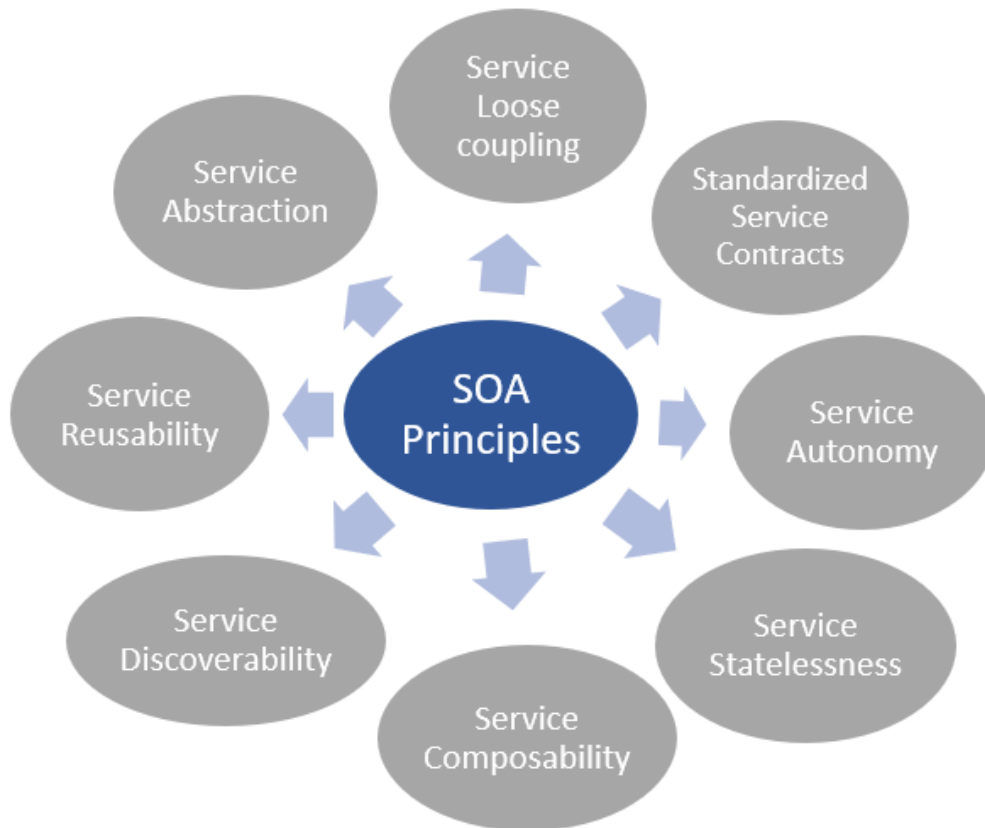 Service
Loose
coupling
Standardized
Service
Contracts
Service
Autonomy
Service
Statelessness
Service
Composability
Service
Discoverability
Service
Reusability
Service
Abstraction
SOA
Principles